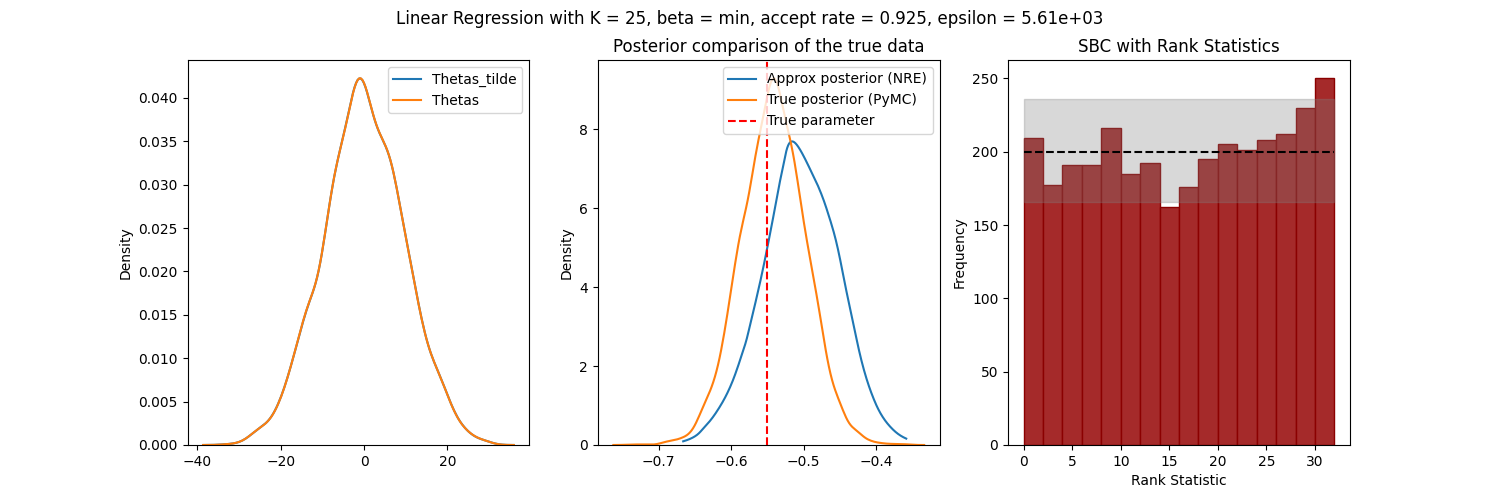 Linear Regression with K = 25, beta = min, accept rate = 0.925, epsilon = 5.61e+03
Posterior comparison of the true data
SBC with Rank Statistics
Thetas_tilde
Thetas
Density
0.040
0.035
0.030
0.025
0.020
0.015
0.010
0.005
0.000
−40
−20
0
20
Approx posterior (NRE)
True posterior (PyMC)
True parameter
Density
8
6
4
2
0
−0.7
−0.6
−0.5
−0.4
Frequency
250
200
150
100
50
0
0
5
10
15
20
25
30
Rank Statistic